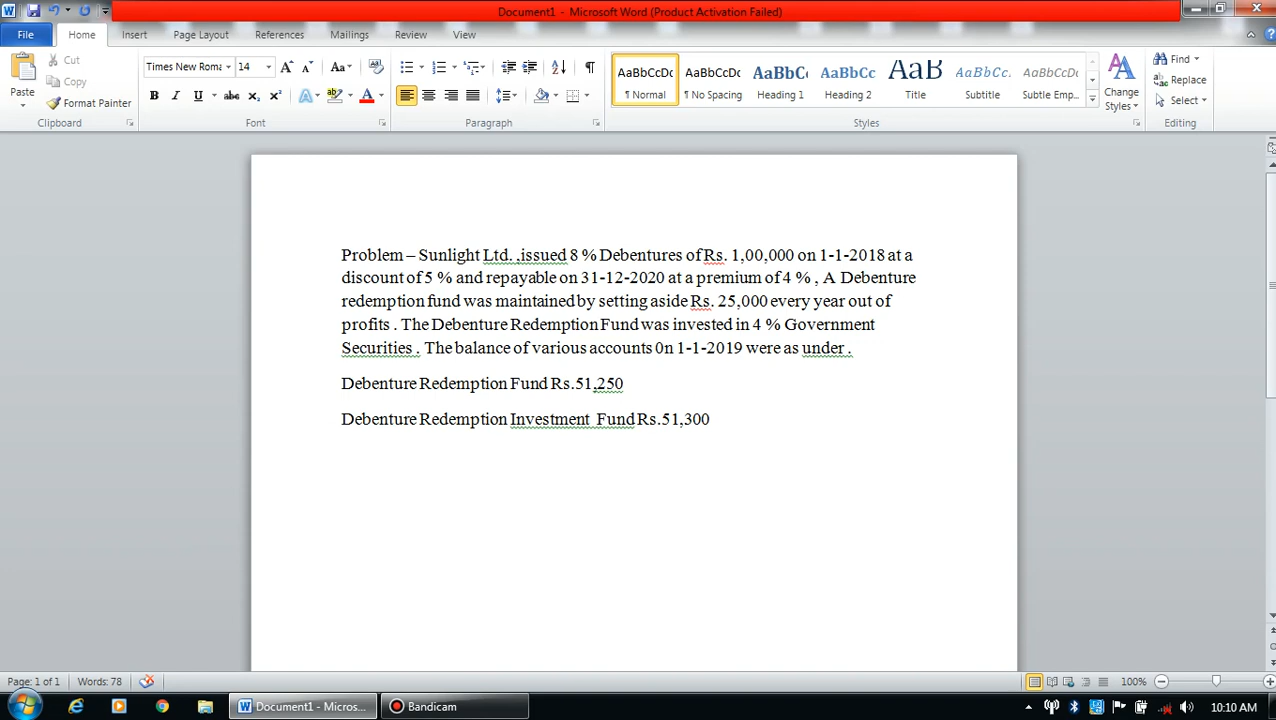 Document1 - Microsoft Word (Product Activation Failed)
File Home Insert Page Layout References Mailings Review View
Paste
Cut
Copy
Format Painter
Clipboard
Times New Roma 14
Font
Paragraph
AaBbCcDc AaBbCcDc AaBbCc AaBbCc AaB AaBbCc. AaBbCcDc
¶ Normal ¶ No Spacing Heading 1 Heading 2 Title Subtitle Subtle Emp...
Change Styles
Styles
Find
Replace
Select
Editing
Problem – Sunlight Ltd. ,issued 8 % Debentures of Rs. 1,00,000 on 1-1-2018 at a
discount of 5 % and repayable on 31-12-2020 at a premium of 4 % , A Debenture
redemption fund was maintained by setting aside Rs. 25,000 every year out of
profits . The Debenture Redemption Fund was invested in 4 % Government
Securities . The balance of various accounts 0n 1-1-2019 were as under .
Debenture Redemption Fund Rs.51,250
Debenture Redemption Investment Fund Rs.51,300
Page: 1 of 1 Words: 78 100%
Document1 - Micros... Bandicam 10:10 AM